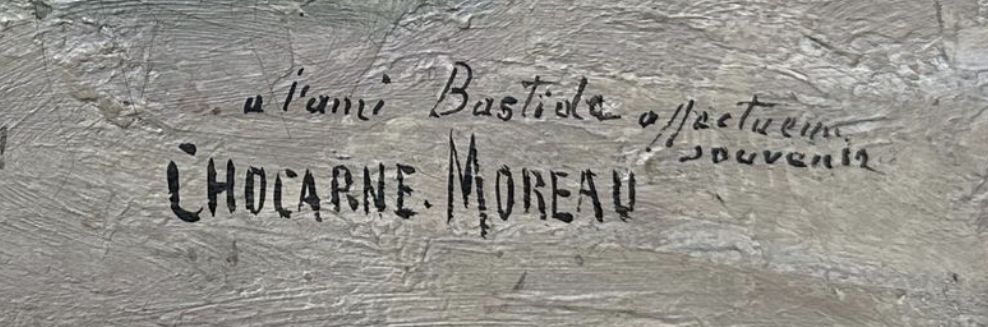 a l'ami Bastide affectueux
souvenir
CHOCARNE. MOREAU